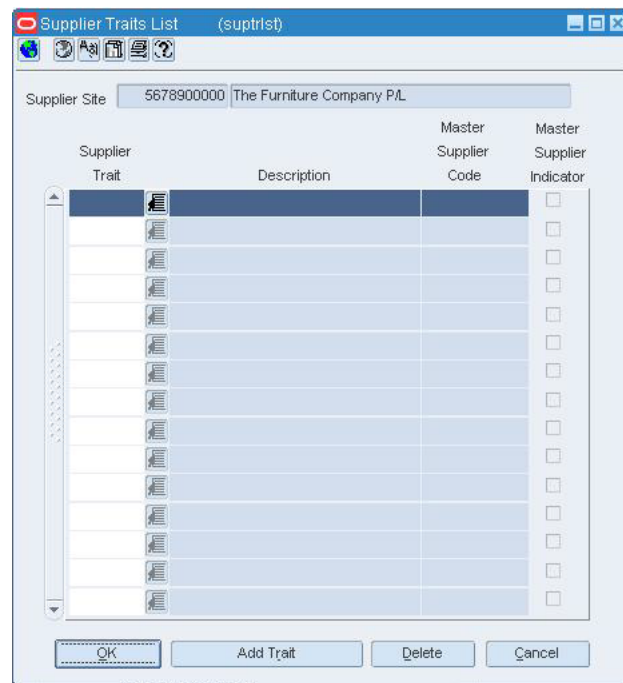 Supplier Traits List (suptrlst)
Supplier Site 5678900000 The Furniture Company P/L
Supplier Trait
Description
Master Supplier Code
Master Supplier Indicator
OK Add Trait Delete Cancel